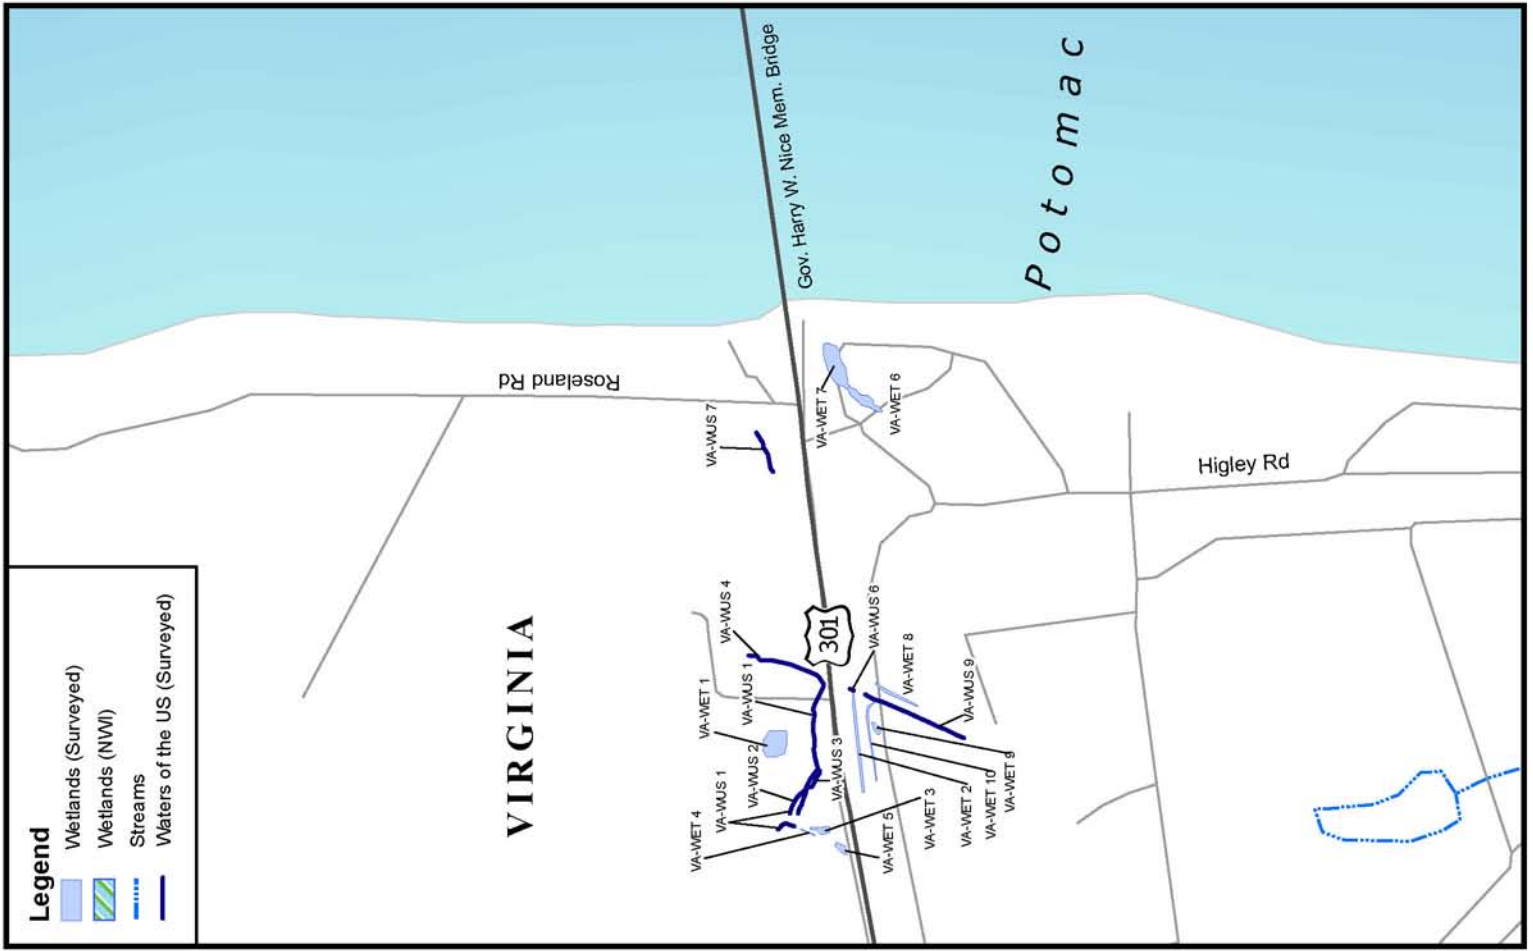 Legend
Wetlands (Surveyed)
Wetlands (NWI)
Streams
Waters of the US (Surveyed)
VIRGINIA
Potomac
Gov. Harry W. Nice Mem. Bridge
Roseland Rd
Higley Rd
301
VA-WUS 7
VA-WET 7
VA-WET 6
VA-WUS 4
VA-WUS 6
VA-WET 8
VA-WUS 9
VA-WET 1
VA-WUS 1
VA-WUS 2
VA-WUS 3
VA-WUS 1
VA-WET 4
VA-WET 5
VA-WET 3
VA-WET 2
VA-WET 10
VA-WET 9